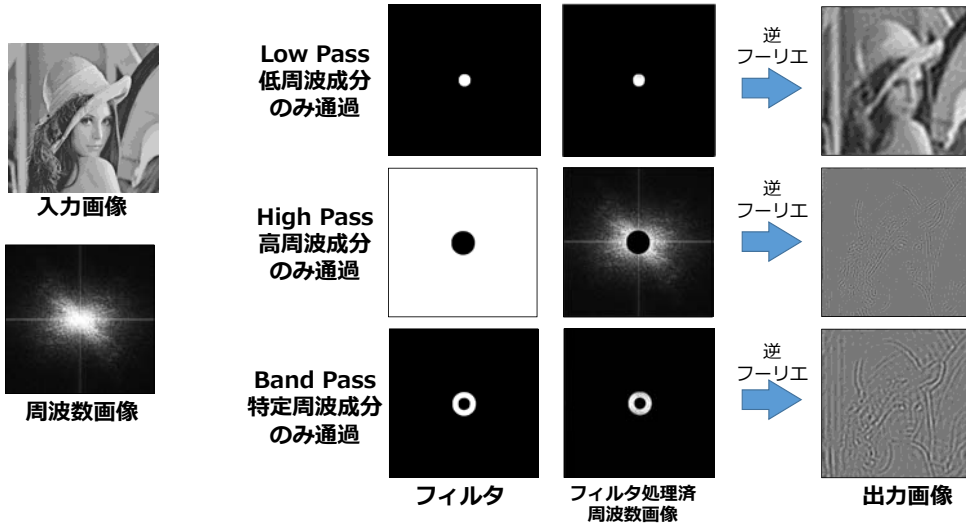 入力画像
周波数画像
Low Pass
低周波成分
のみ通過
逆
フーリエ
High Pass
高周波成分
のみ通過
逆
フーリエ
Band Pass
特定周波成分
のみ通過
逆
フーリエ
フィルタ
フィルタ処理済
周波数画像
出力画像